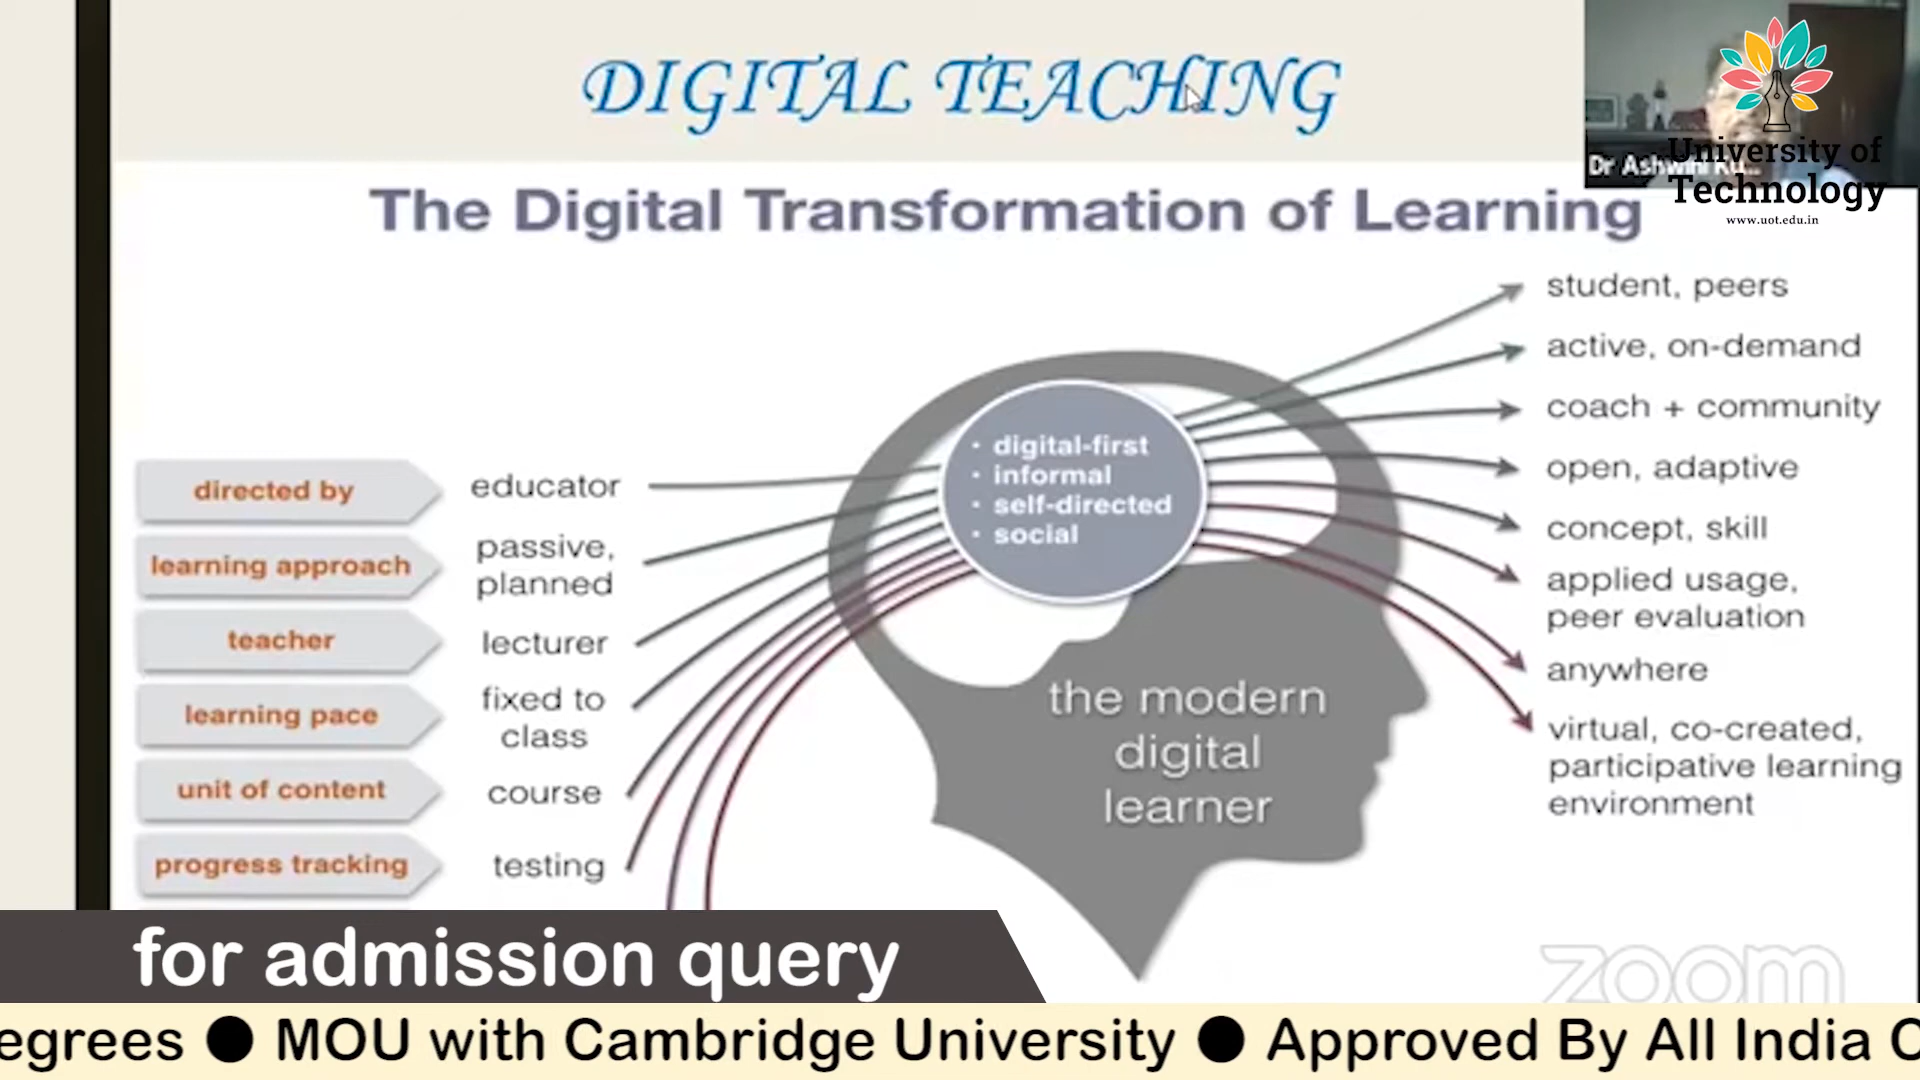 DIGITAL TEACHING
Dr Ashwini Ku...
University of
Technology
www.uot.edu.in
The Digital Transformation of Learning
directed by
learning approach
teacher
learning pace
unit of content
progress tracking
educator
passive,
planned
lecturer
fixed to
class
course
testing
• digital-first
• informal
• self-directed
• social
the modern
digital
learner
student, peers
active, on-demand
coach + community
open, adaptive
concept, skill
applied usage,
peer evaluation
anywhere
virtual, co-created,
participative learning
environment
zoom
for admission query
egrees ● MOU with Cambridge University ● Approved By All India C